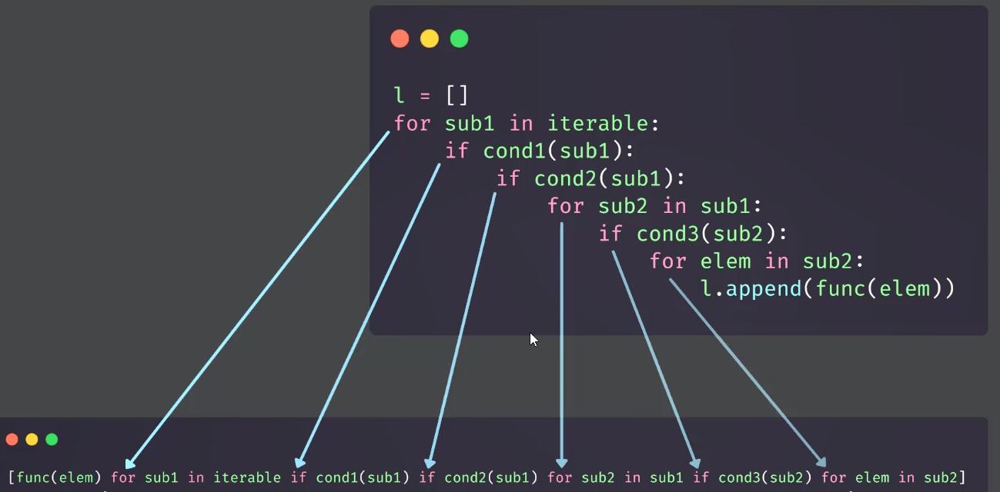 l = []
for sub1 in iterable:
    if cond1(sub1):
        if cond2(sub1):
            for sub2 in sub1:
                if cond3(sub2):
                    for elem in sub2:
                        l.append(func(elem))
[func(elem) for sub1 in iterable if cond1(sub1) if cond2(sub1) for sub2 in sub1 if cond3(sub2) for elem in sub2]